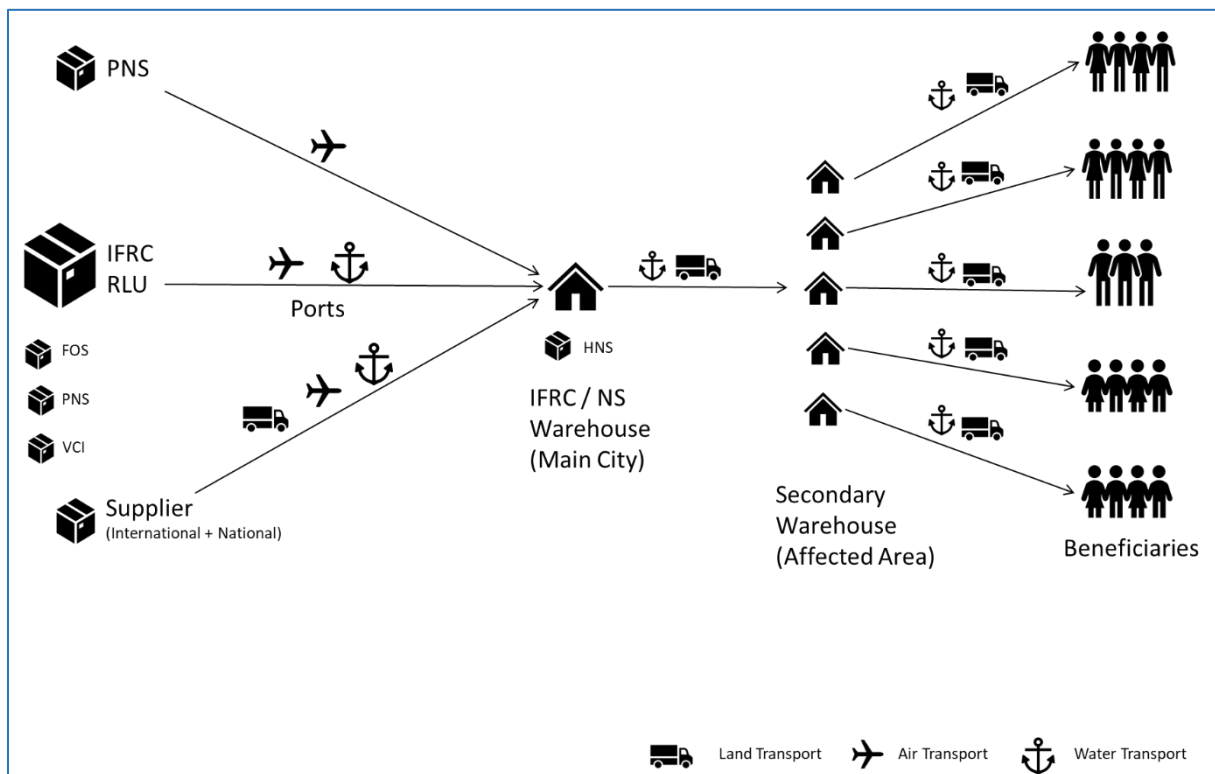 PNS
IFRC
RLU
Ports
FOS
PNS
VCI
Supplier
(International + National)
HNS
IFRC / NS
Warehouse
(Main City)
Secondary
Warehouse
(Affected Area)
Beneficiaries
Land Transport
Air Transport
Water Transport